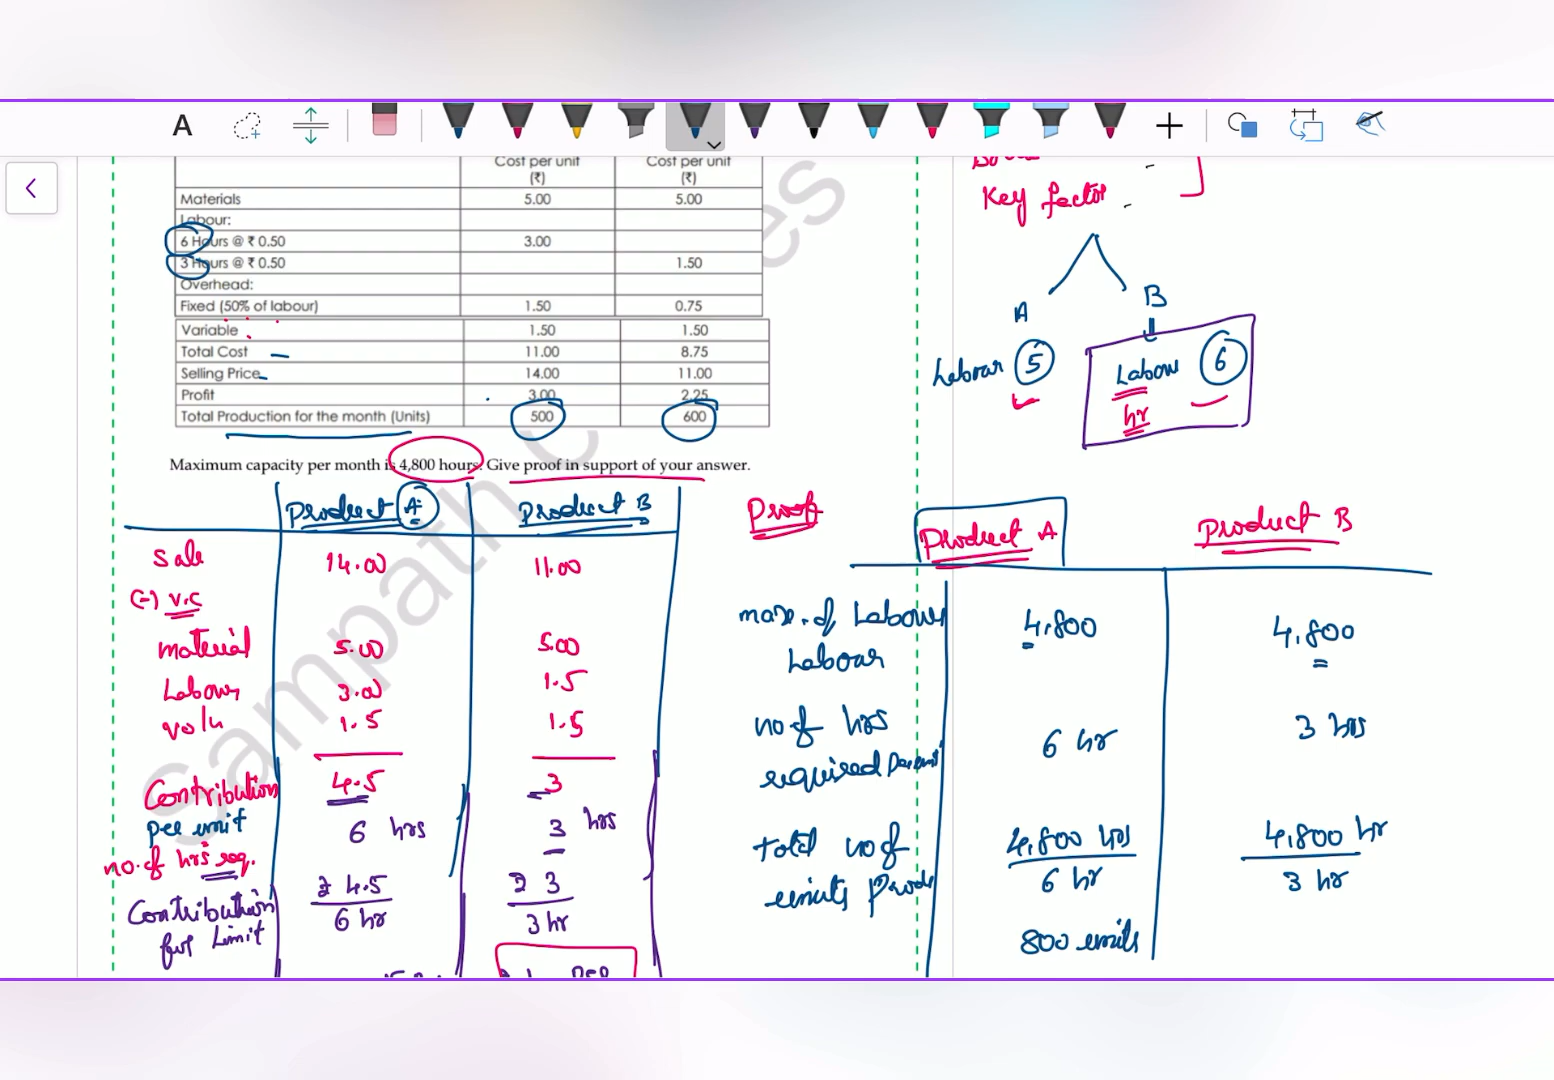 A
Cost per unit (₹) Cost per unit (₹)
Materials 5.00 5.00
Labour:
6 Hours @ ₹ 0.50 3.00
3 Hours @ ₹ 0.50 1.50
Overhead:
Fixed (50% of labour) 1.50 0.75
Variable 1.50 1.50
Total Cost 11.00 8.75
Selling Price 14.00 11.00
Profit 3.00 2.25
Total Production for the month (Units) 500 600
Maximum capacity per month is 4,800 hours. Give proof in support of your answer.
Key factor
A B
Labour 5 Labour 6
hr
Product A Product B
Sale 14.00 11.00
(-) V.C
material 5.00 5.00
Labour 3.00 1.5
1.5 1.5
Contribution 4.5 3
Per unit 6 hrs 3 hrs
no. of hrs req.
Contribution 4.5 3
6 hr 3 hr
Limit
Proof
Product A Product B
max. of Labour 4,800 4,800
Labour
no of hrs 6 hr 3 hrs
required Per unit
total no of 4,800 hrs 4,800 hr
units Prod 6 hr 3 hr
800 units
Sampath